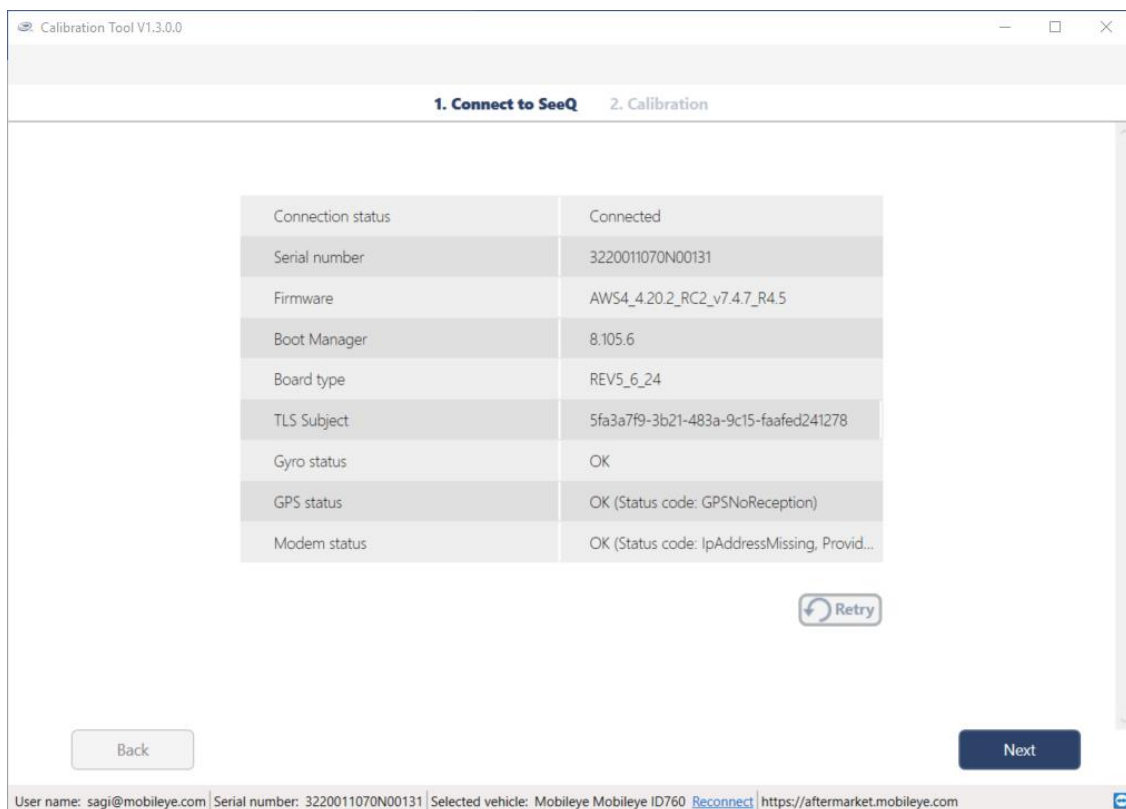 Calibration Tool V1.3.0.0
1. Connect to SeeQ 2. Calibration
Connection status Connected
Serial number 3220011070N00131
Firmware AWS4_4.20.2_RC2_v7.4.7_R4.5
Boot Manager 8.105.6
Board type REV5_6_24
TLS Subject 5fa3a7f9-3b21-483a-9c15-faafed241278
Gyro status OK
GPS status OK (Status code: GPSNoReception)
Modem status OK (Status code: IpAddressMissing, Provid...
Retry
Back Next
User name: sagi@mobileye.com Serial number: 3220011070N00131 Selected vehicle: Mobileye Mobileye ID760 Reconnect https://aftermarket.mobileye.com